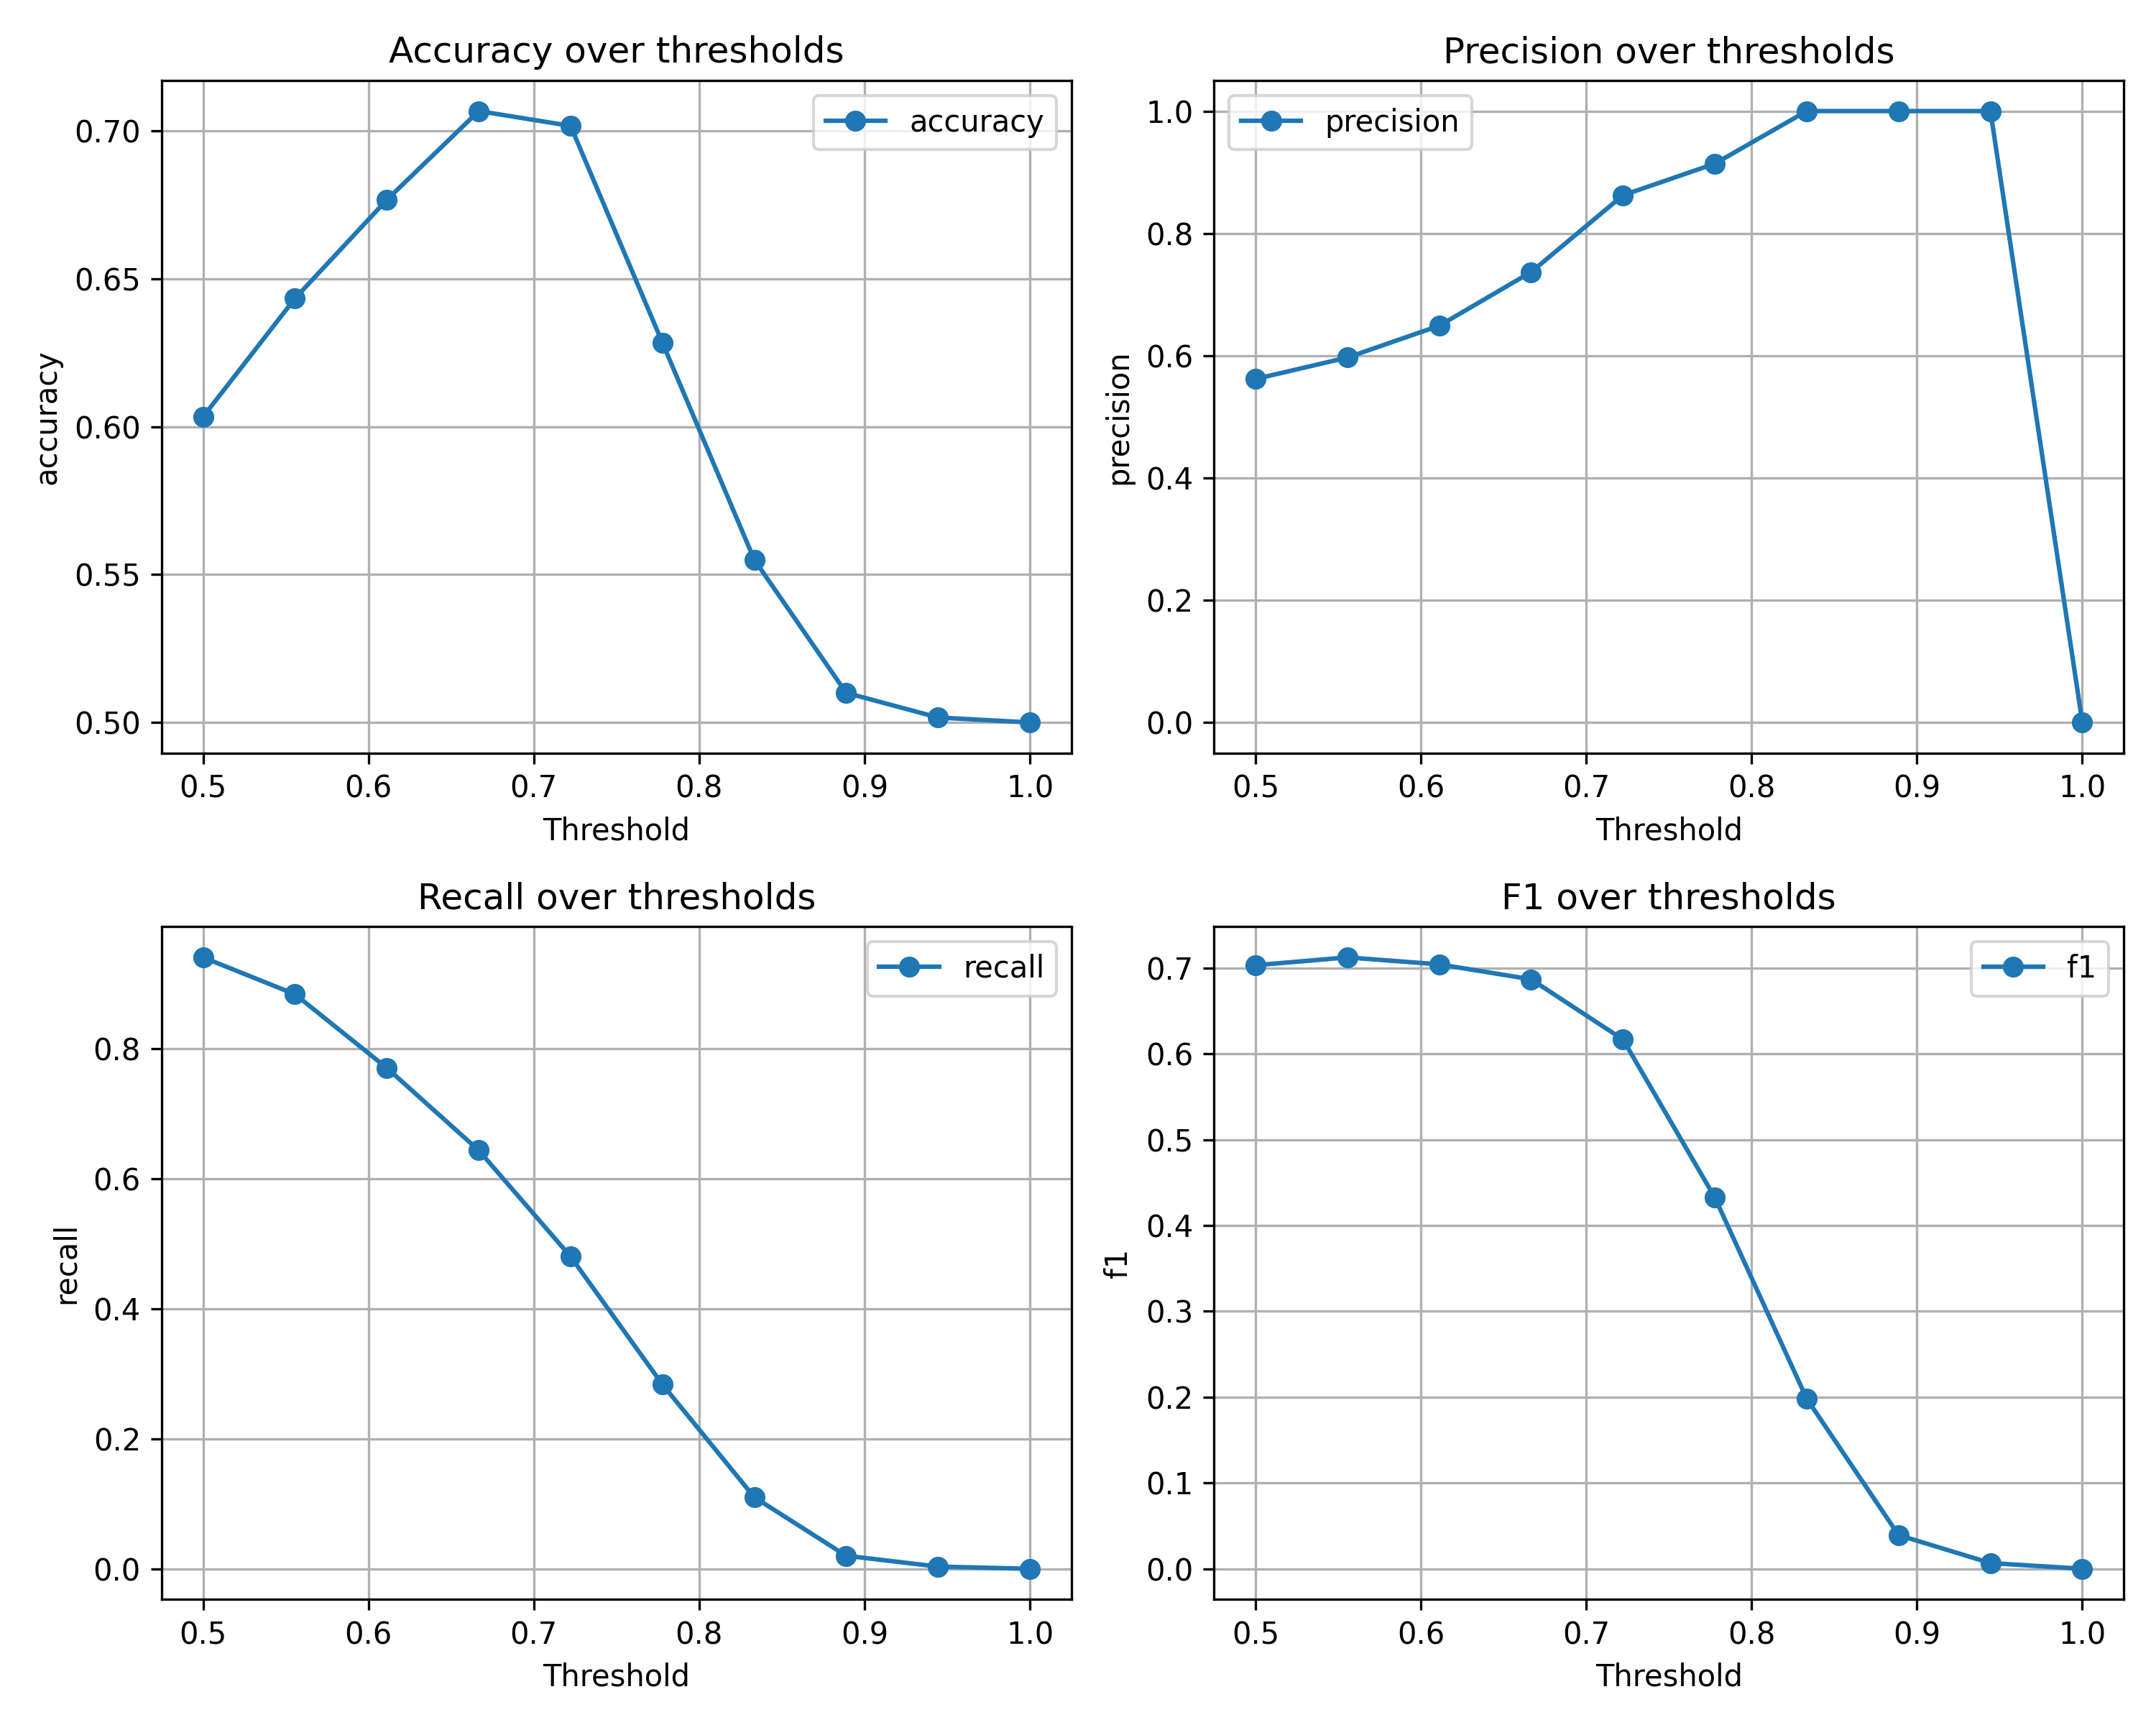 Accuracy over thresholds
accuracy
0.70
0.65
0.60
0.55
0.50
accuracy
0.5 0.6 0.7 0.8 0.9 1.0
Threshold
Precision over thresholds
precision
1.0
0.8
0.6
0.4
0.2
0.0
precision
0.5 0.6 0.7 0.8 0.9 1.0
Threshold
Recall over thresholds
recall
0.8
0.6
0.4
0.2
0.0
recall
0.5 0.6 0.7 0.8 0.9 1.0
Threshold
F1 over thresholds
f1
0.7
0.6
0.5
0.4
0.3
0.2
0.1
0.0
f1
0.5 0.6 0.7 0.8 0.9 1.0
Threshold